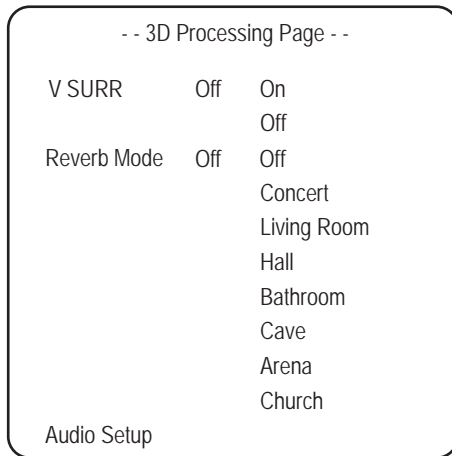 - - 3D Processing Page - -
V SURR Off On
Off
Reverb Mode Off Off
Concert
Living Room
Hall
Bathroom
Cave
Arena
Church
Audio Setup